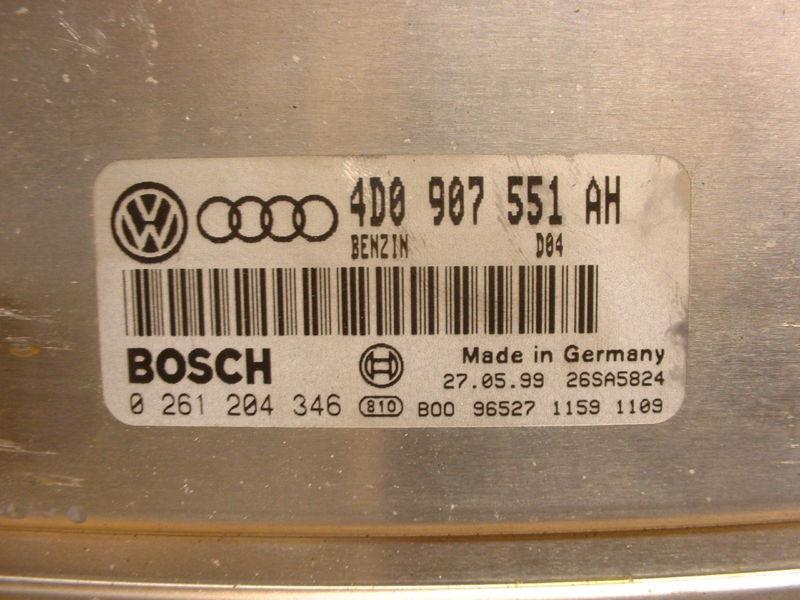 4D0 907 551 AH
BENZIN D04
BOSCH
Made in Germany
27.05.99 26SA5824
0 261 204 346 810 B00 96527 1159 1109